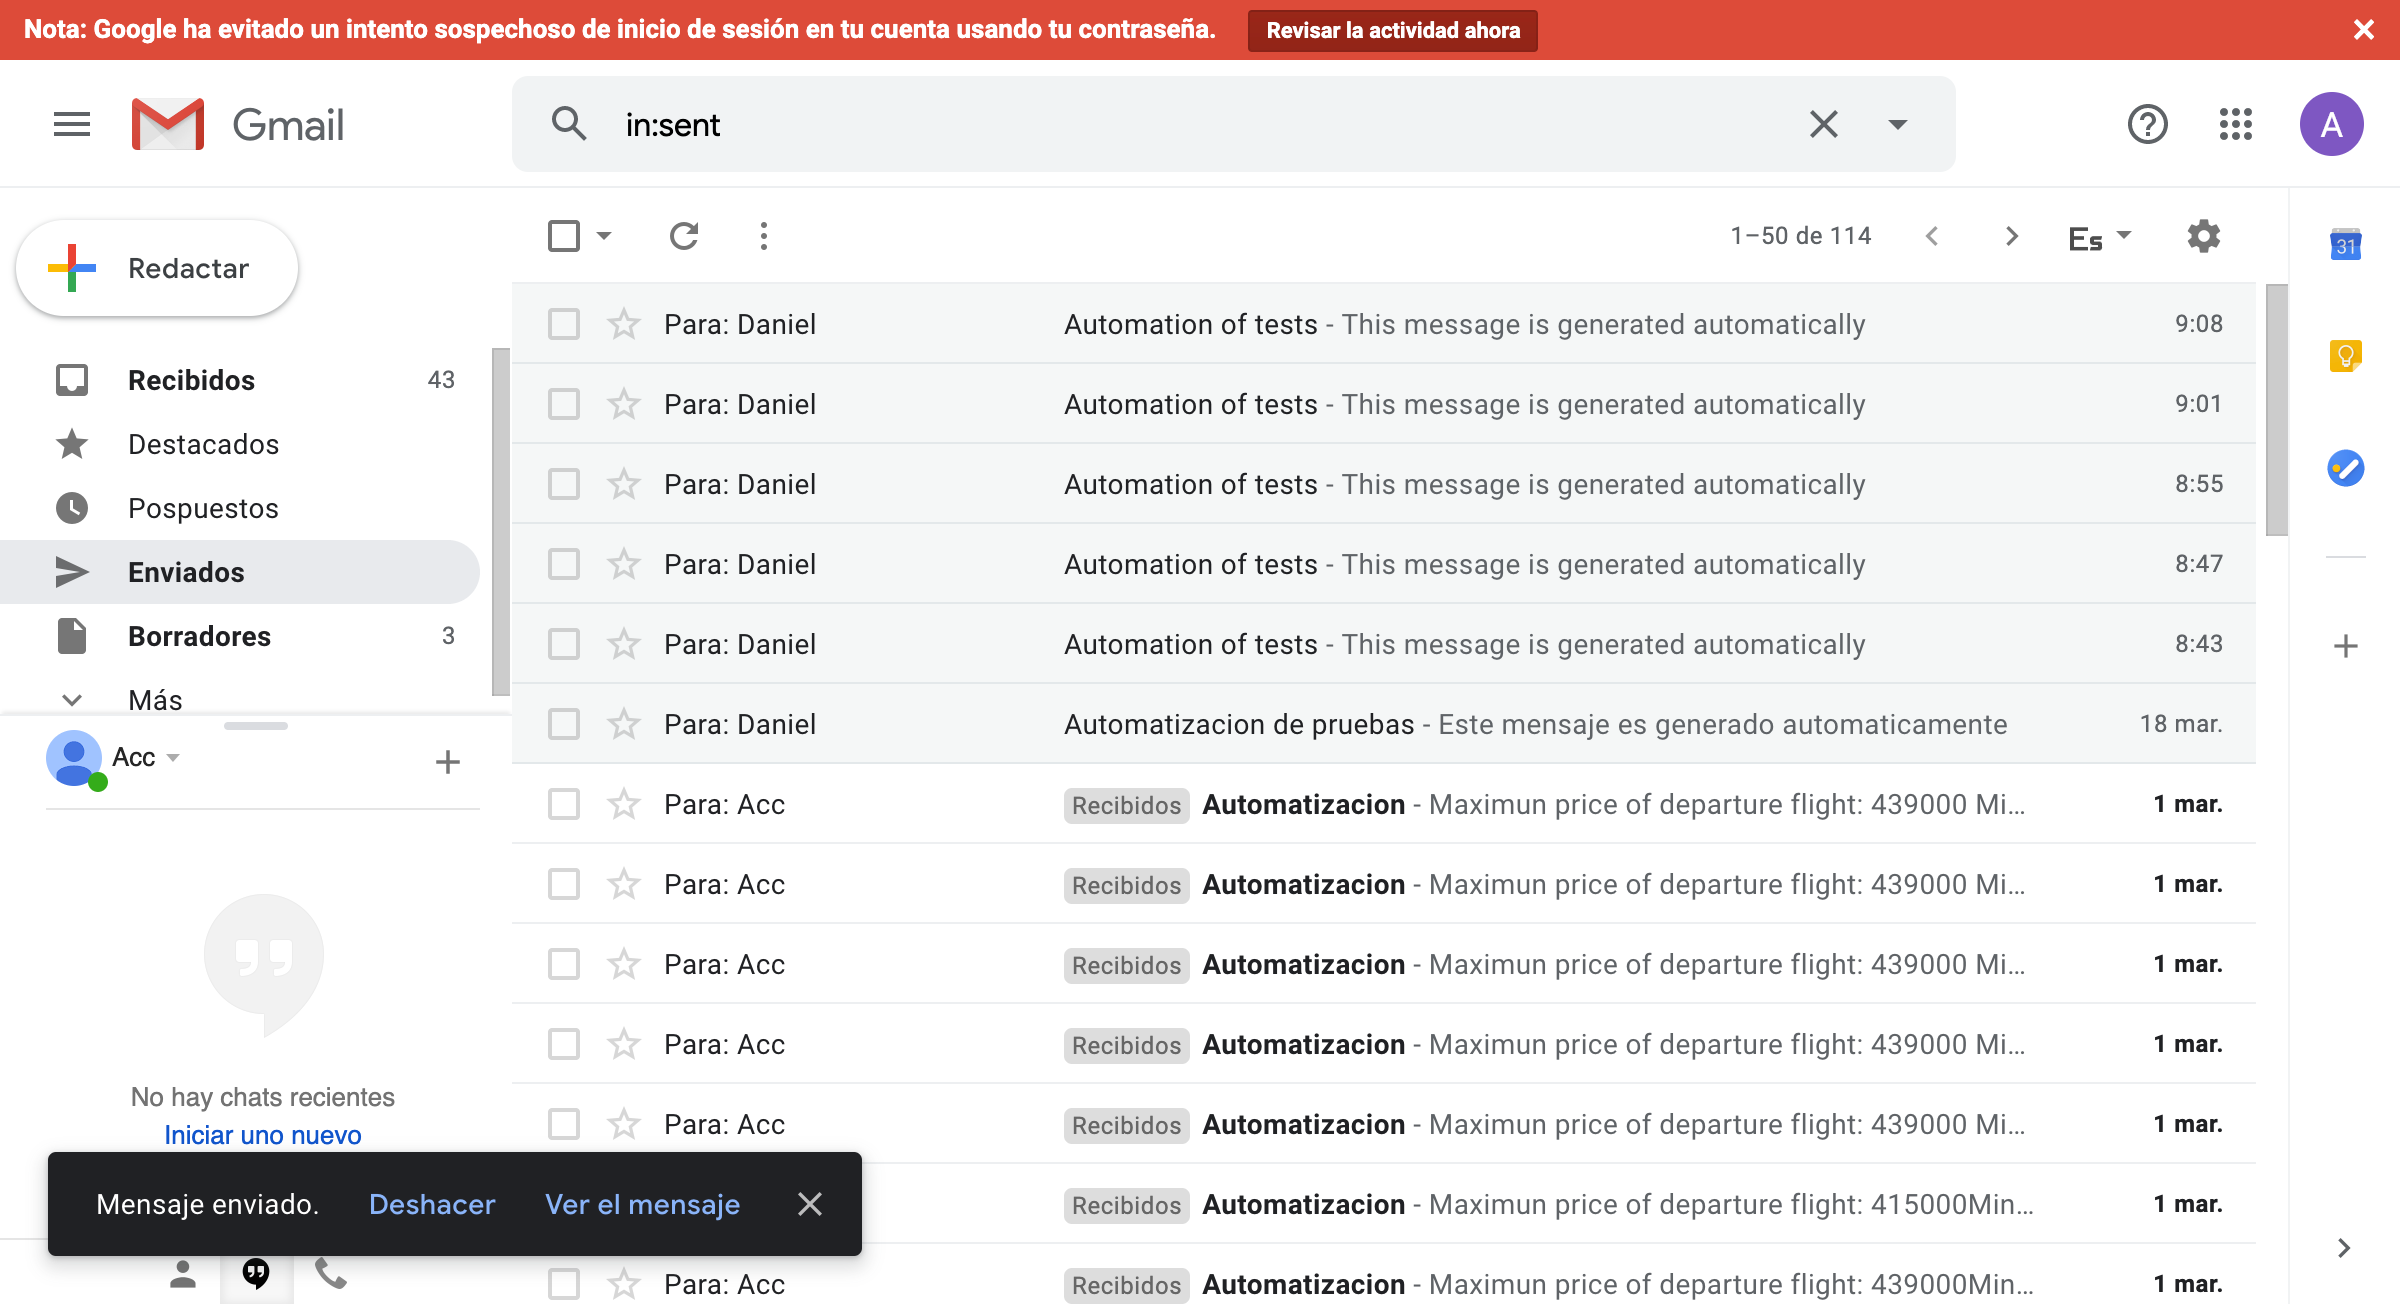 Nota: Google ha evitado un intento sospechoso de inicio de sesión en tu cuenta usando tu contraseña. Revisar la actividad ahora
Gmail
in:sent
A
Redactar
1–50 de 114
Es
31
Recibidos 43
Destacados
Pospuestos
Enviados
Borradores 3
Más
Acc
No hay chats recientes
Iniciar uno nuevo
Para: Daniel Automation of tests - This message is generated automatically 9:08
Para: Daniel Automation of tests - This message is generated automatically 9:01
Para: Daniel Automation of tests - This message is generated automatically 8:55
Para: Daniel Automation of tests - This message is generated automatically 8:47
Para: Daniel Automation of tests - This message is generated automatically 8:43
Para: Daniel Automatizacion de pruebas - Este mensaje es generado automaticamente 18 mar.
Para: Acc Recibidos Automatizacion - Maximun price of departure flight: 439000 Mi... 1 mar.
Para: Acc Recibidos Automatizacion - Maximun price of departure flight: 439000 Mi... 1 mar.
Para: Acc Recibidos Automatizacion - Maximun price of departure flight: 439000 Mi... 1 mar.
Para: Acc Recibidos Automatizacion - Maximun price of departure flight: 439000 Mi... 1 mar.
Para: Acc Recibidos Automatizacion - Maximun price of departure flight: 439000 Mi... 1 mar.
Recibidos Automatizacion - Maximun price of departure flight: 415000Min... 1 mar.
Para: Acc Recibidos Automatizacion - Maximun price of departure flight: 439000Min... 1 mar.
Mensaje enviado. Deshacer Ver el mensaje